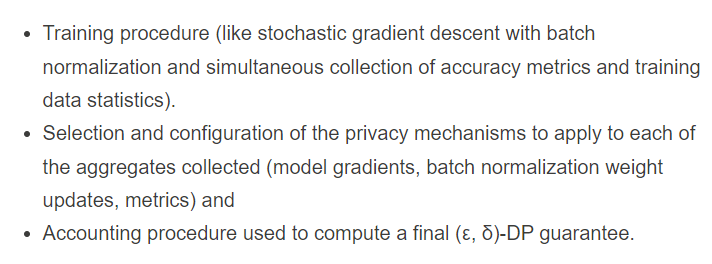 • Training procedure (like stochastic gradient descent with batch
normalization and simultaneous collection of accuracy metrics and training
data statistics).
• Selection and configuration of the privacy mechanisms to apply to each of
the aggregates collected (model gradients, batch normalization weight
updates, metrics) and
• Accounting procedure used to compute a final (ε, δ)-DP guarantee.